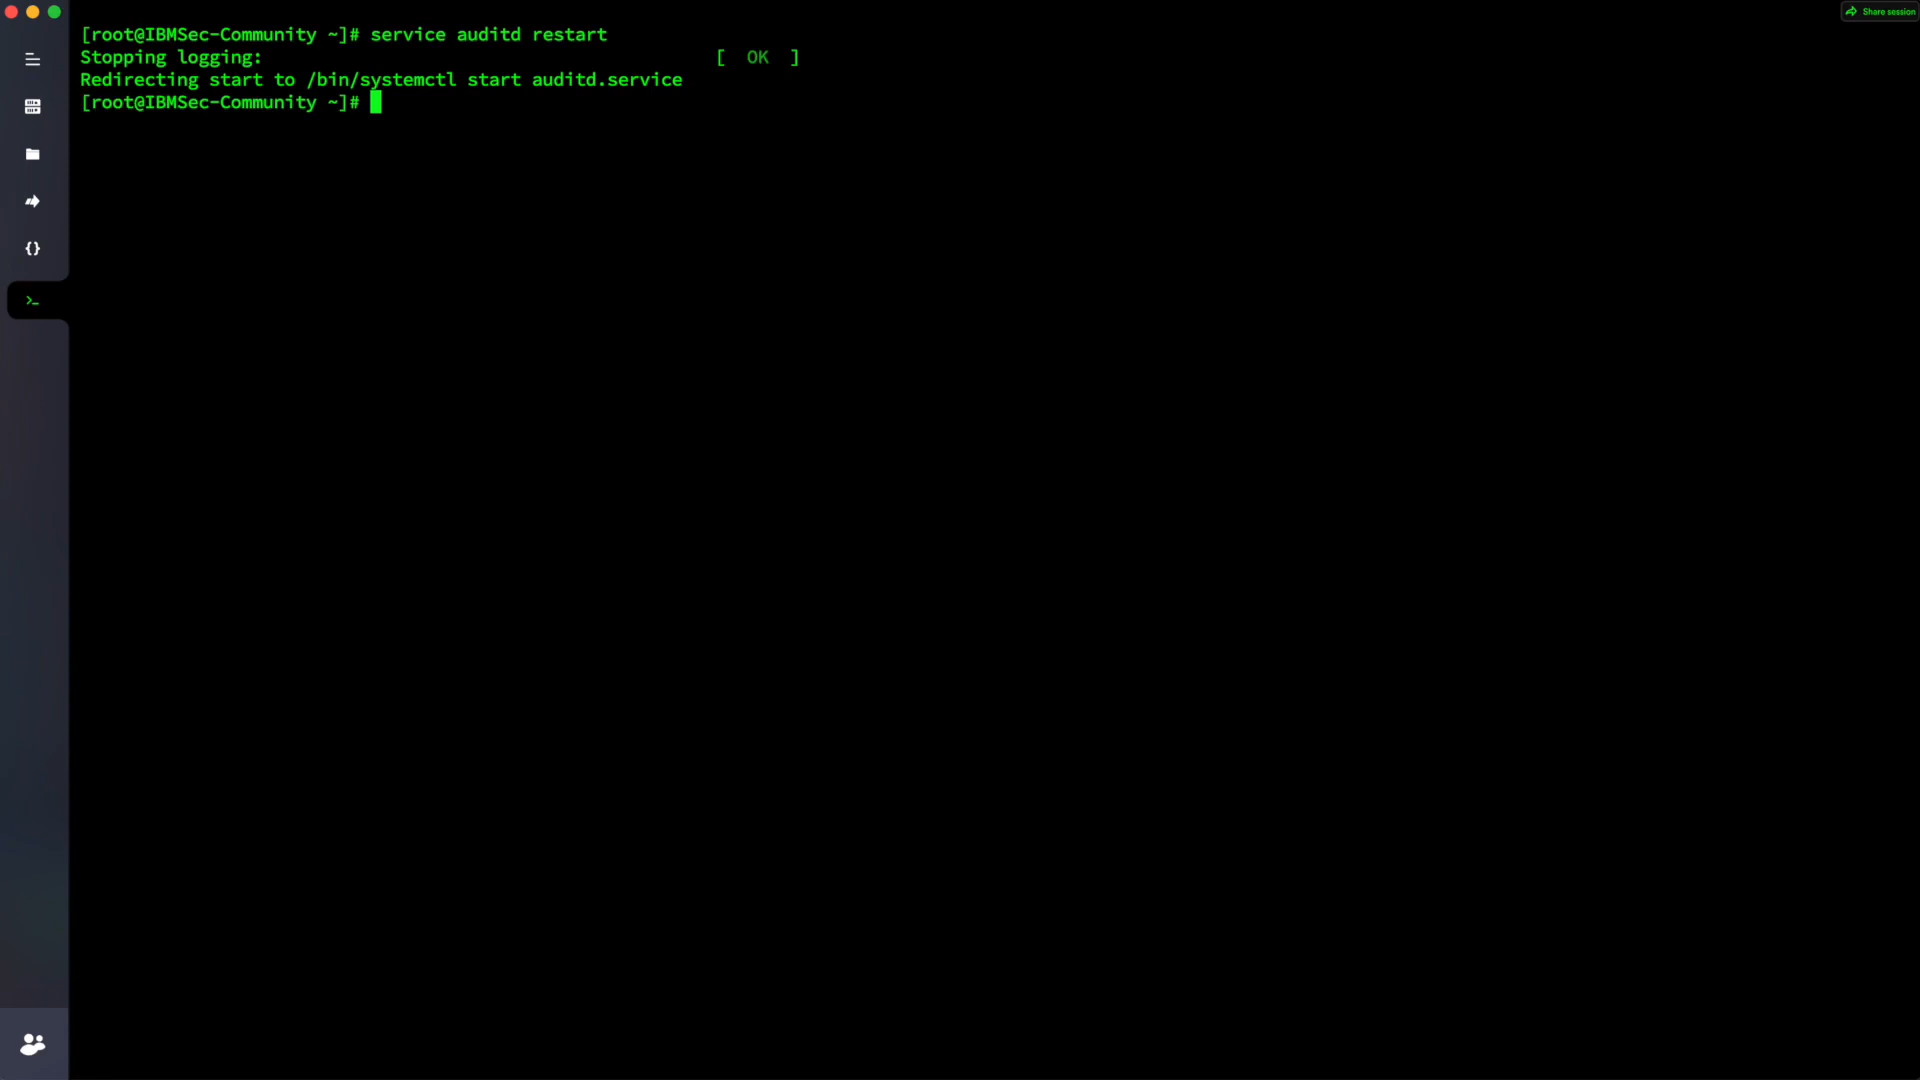 Share session
[root@IBMSec-Community ~]# service auditd restart
Stopping logging: [ OK ]
Redirecting start to /bin/systemctl start auditd.service
[root@IBMSec-Community ~]#